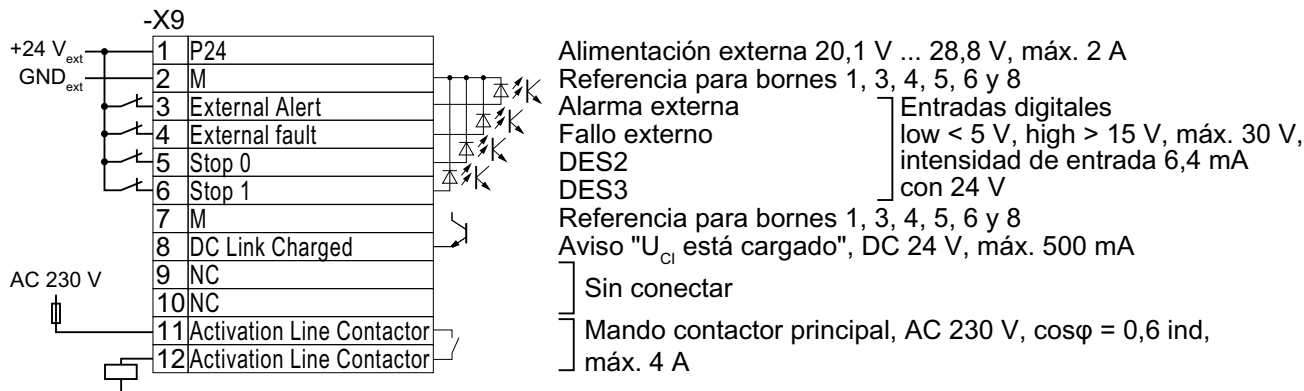 -X9
+24 Vext 1 P24 Alimentación externa 20,1 V ... 28,8 V, máx. 2 A
GNDext 2 M Referencia para bornes 1, 3, 4, 5, 6 y 8
3 External Alert Alarma externa Entradas digitales
4 External fault Fallo externo low < 5 V, high > 15 V, máx. 30 V,
5 Stop 0 DES2 intensidad de entrada 6,4 mA
6 Stop 1 DES3 con 24 V
7 M Referencia para bornes 1, 3, 4, 5, 6 y 8
8 DC Link Charged Aviso "UCI está cargado", DC 24 V, máx. 500 mA
AC 230 V 9 NC Sin conectar
10 NC
11 Activation Line Contactor Mando contactor principal, AC 230 V, cosφ = 0,6 ind,
12 Activation Line Contactor máx. 4 A